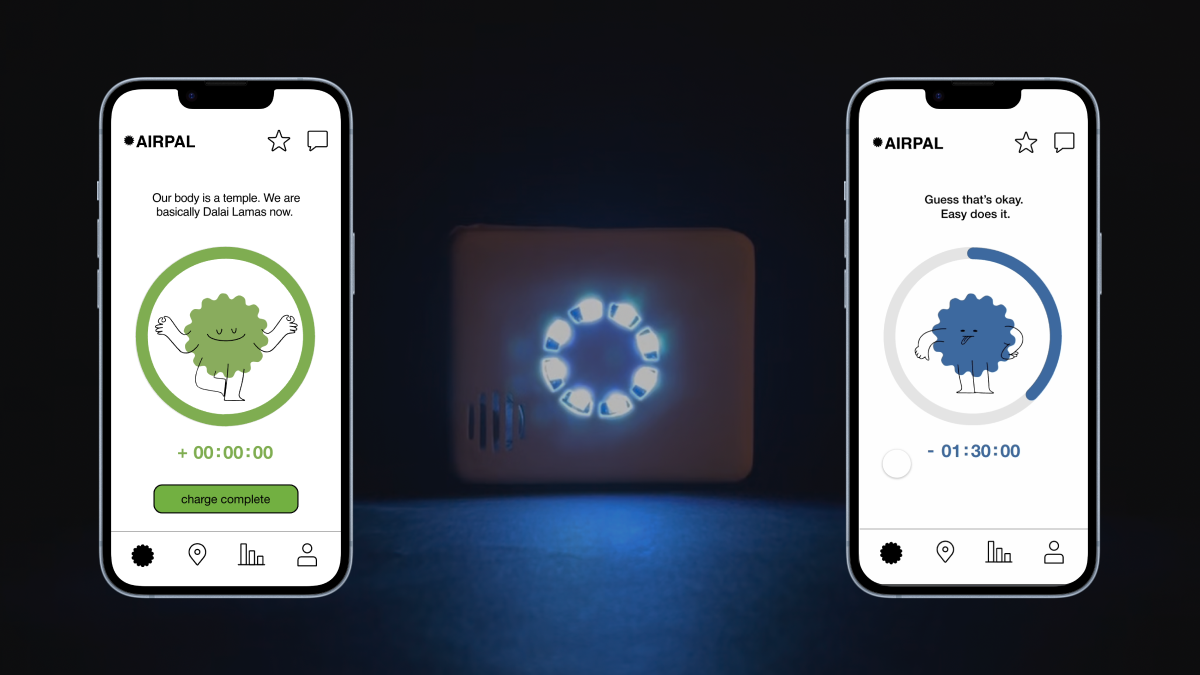 AIRPAL
Our body is a temple. We are
basically Dalai Lamas now.
+ 00:00:00
charge complete
AIRPAL
Guess that's okay.
Easy does it.
- 01:30:00